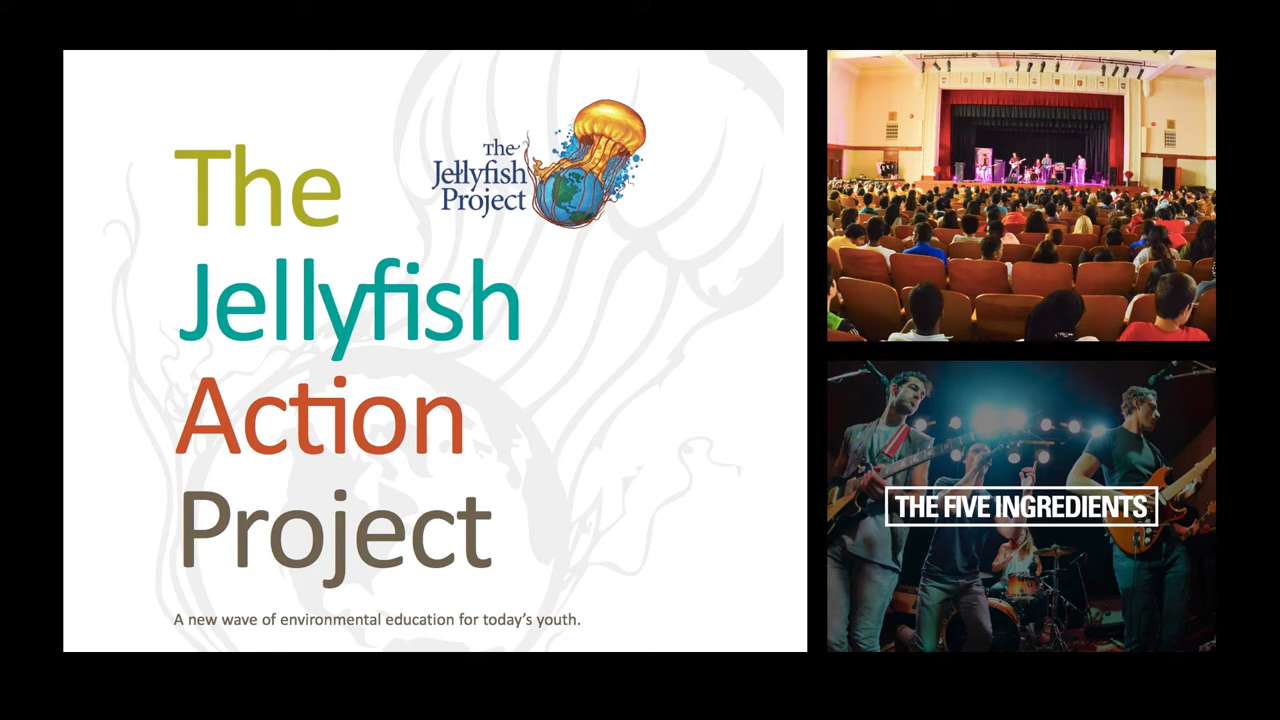 The
Jellyfish
Action
Project
The
Jellyfish
Project
A new wave of environmental education for today's youth.
THE FIVE INGREDIENTS